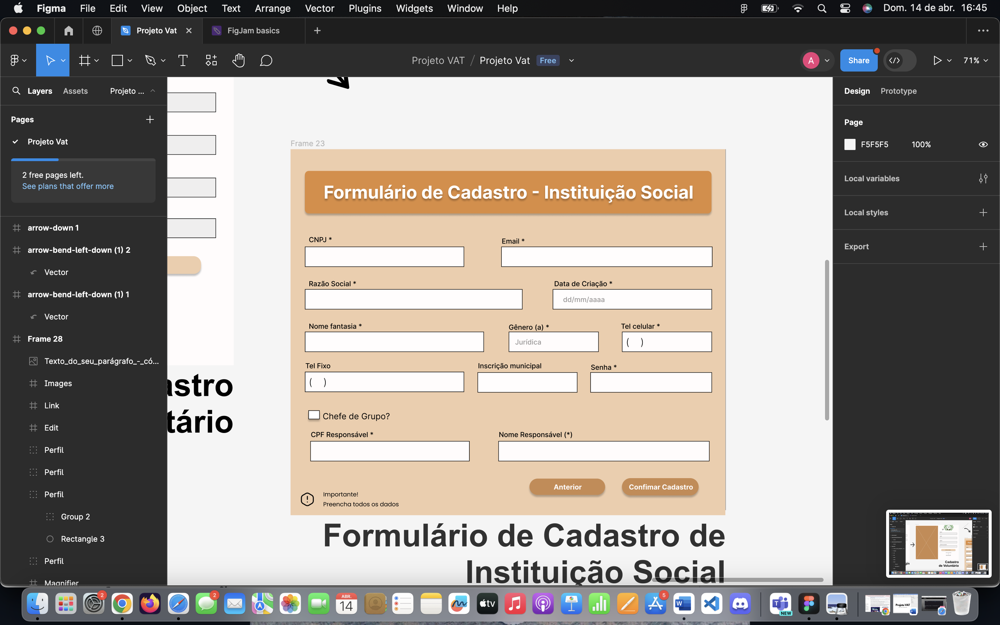 Figma File Edit View Object Text Arrange Vector Plugins Widgets Window Help Dom. 14 de abr. 16:45
Projeto Vat FigJam basics
Projeto VAT / Projeto Vat Free A Share 71%
Layers Assets Projeto ...
Pages
Projeto Vat
2 free pages left.
See plans that offer more
arrow-down 1
arrow-bend-left-down (1) 2
Vector
arrow-bend-left-down (1) 1
Vector
Frame 28
Texto_do_seu_parágrafo_-_có...
Images
Link
Edit
Perfil
Perfil
Perfil
Group 2
Rectangle 3
Perfil
Magnifier
astro
tário
Frame 23
Formulário de Cadastro - Instituição Social
CNPJ * Email *
Razão Social * Data de Criação *
dd/mm/aaaa
Nome fantasia * Gênero (a) * Tel celular *
Jurídica ( )
Tel Fixo Inscrição municipal Senha *
( )
Chefe de Grupo?
CPF Responsável * Nome Responsável (*)
Anterior Confimar Cadastro
Importante!
Preencha todos os dados
Formulário de Cadastro de
Instituição Social
Design Prototype
Page
F5F5F5 100%
Local variables
Local styles
Export
Cadastro
de Voluntário
gin
2 2 ABR. 14 tv 5 W NEW Projeto VAT